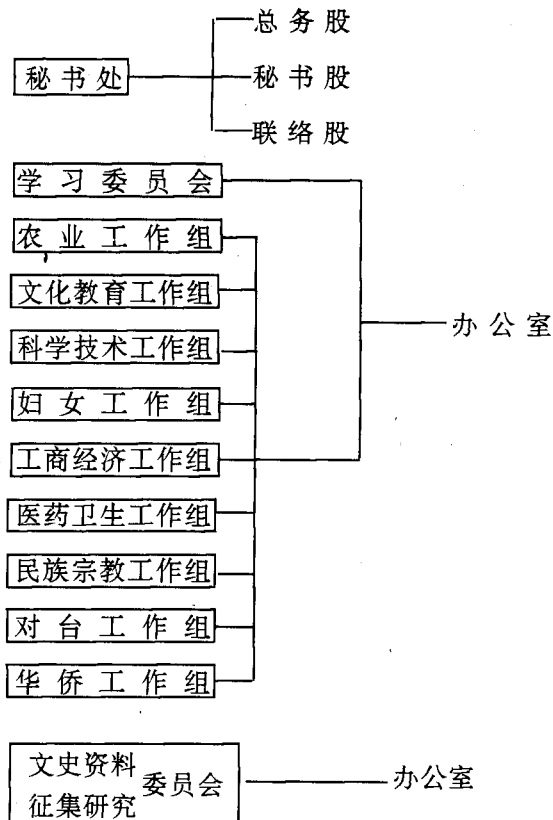 总务股
秘书处
秘书股
联络股
学习委员会
农业工作组
文化教育工作组
科学技术工作组
办公室
妇女工作组
工商经济工作组
医药卫生工作组
民族宗教工作组
对台工作组
华侨工作组
文史资料
征集研究
委员会
办公室